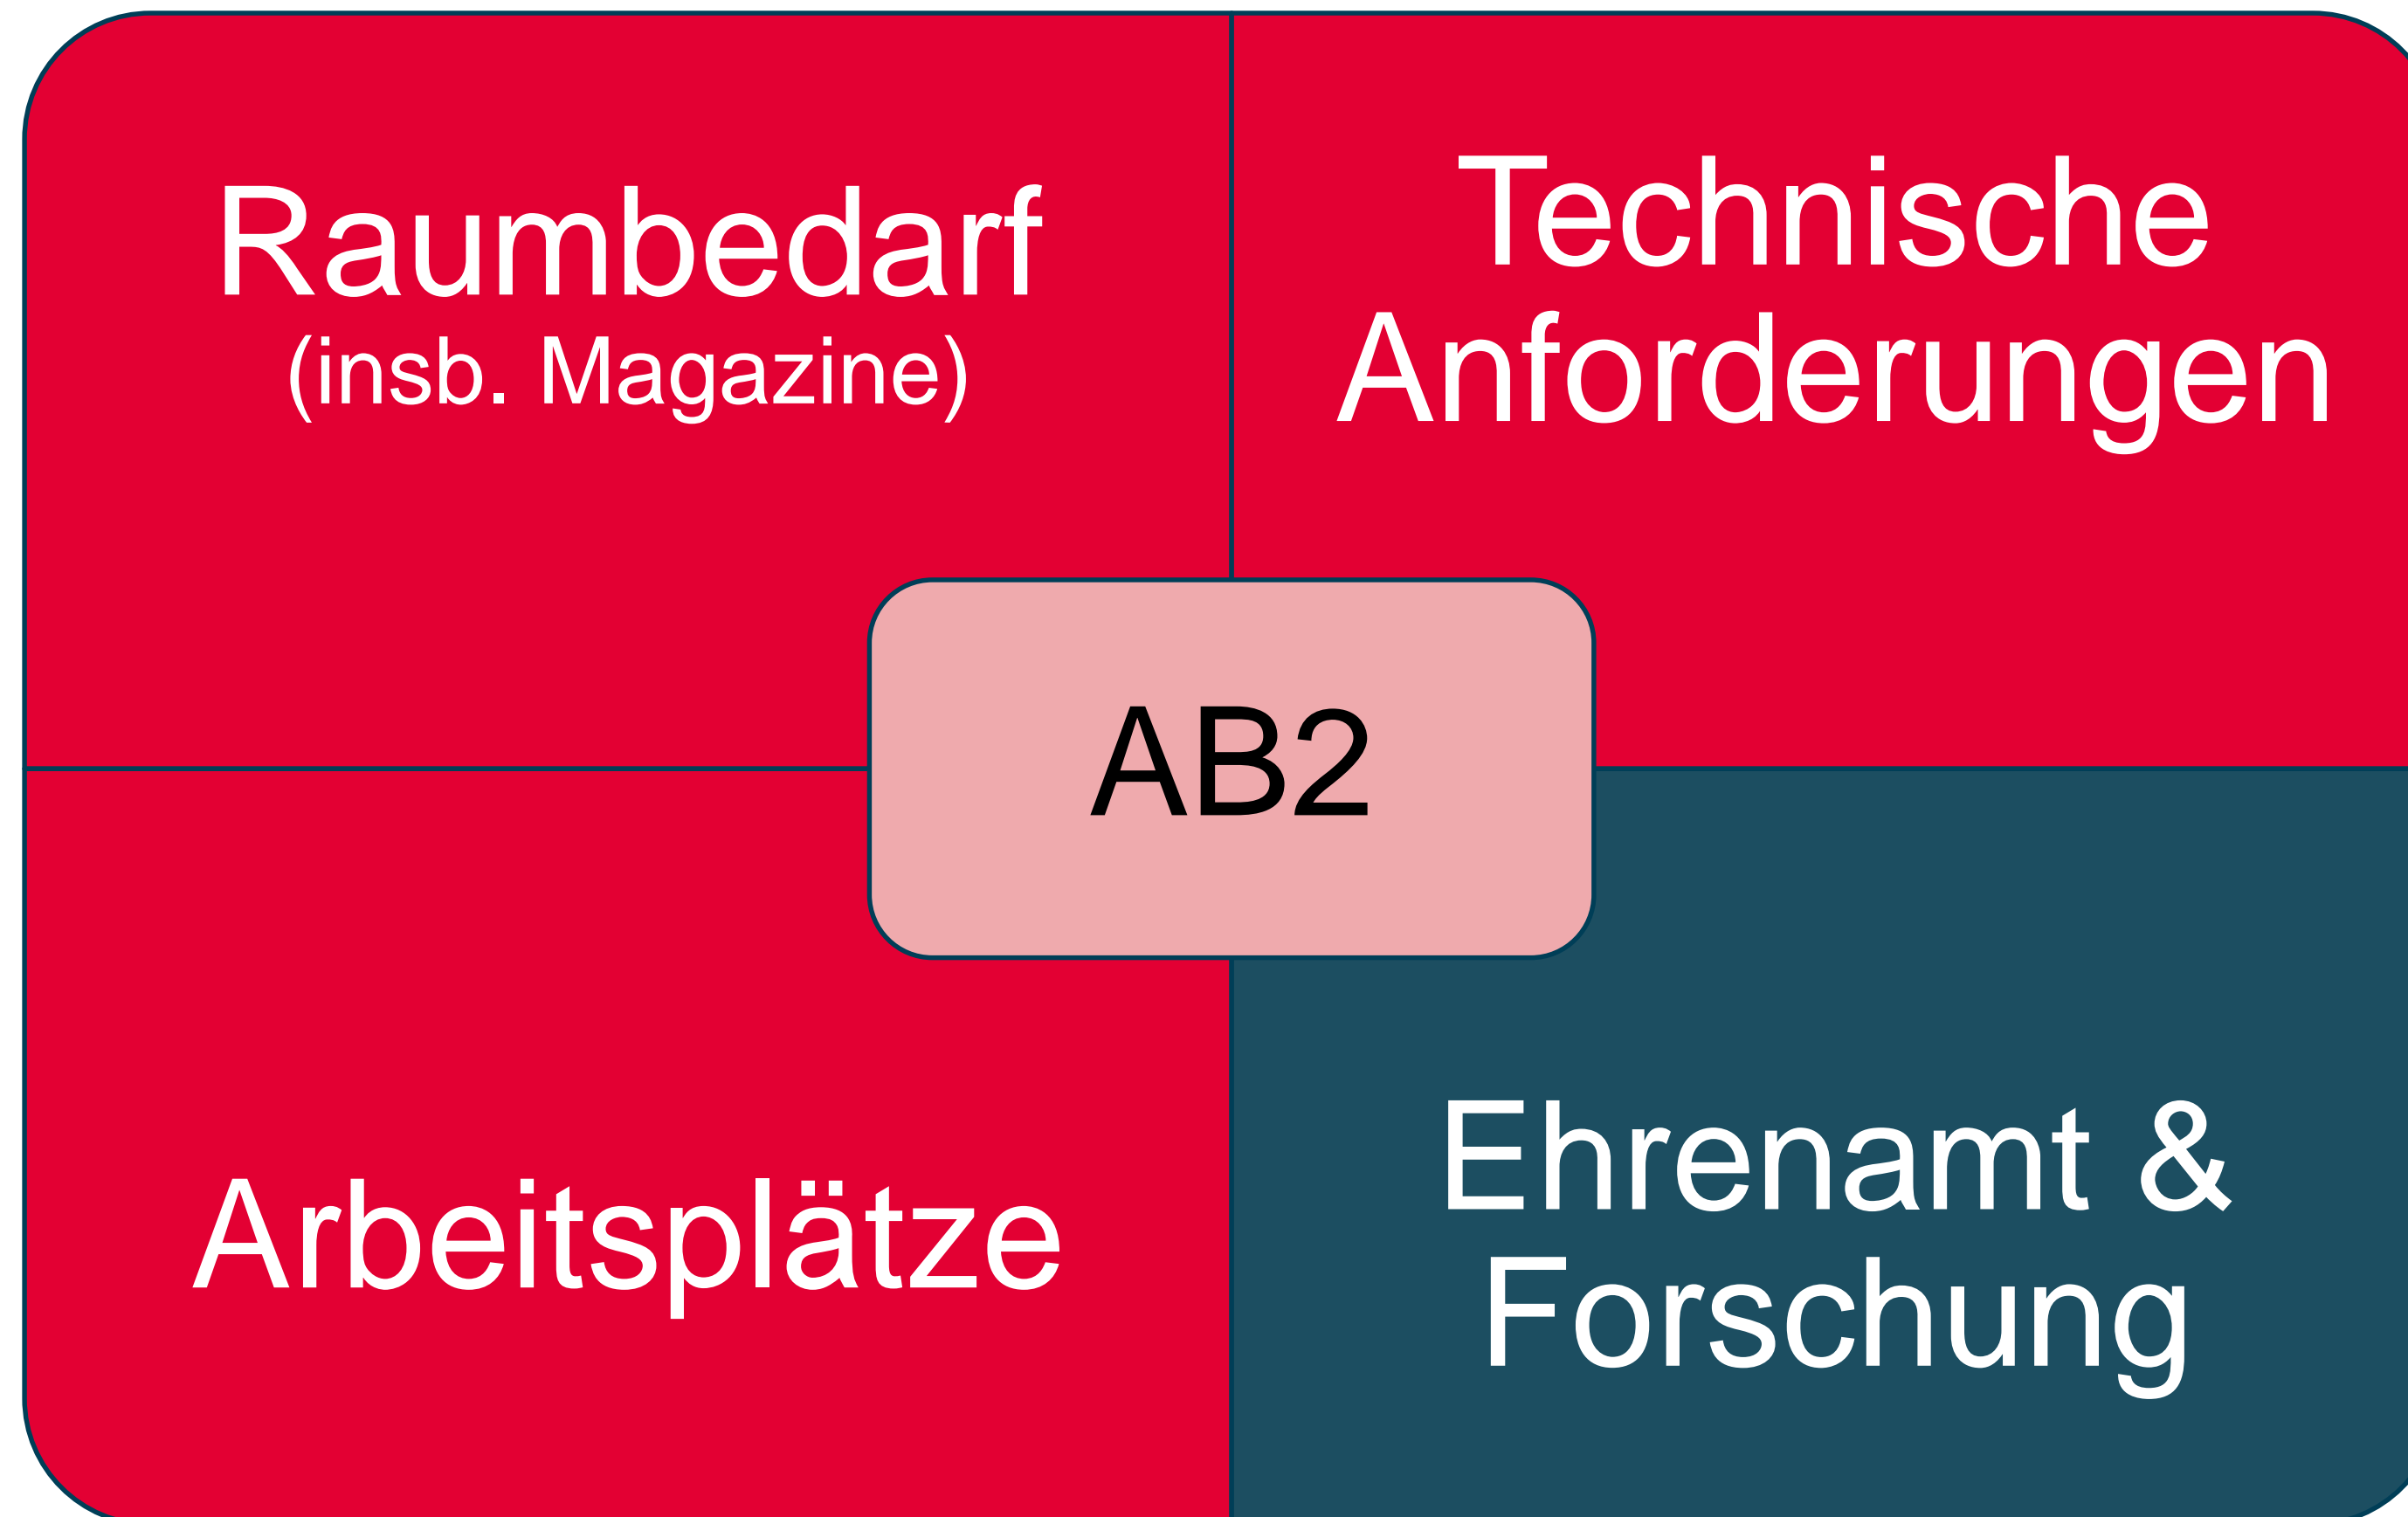 Raumbedarf
(insb. Magazine)
Technische
Anforderungen
AB2
Arbeitsplätze
Ehrenamt &
Forschung